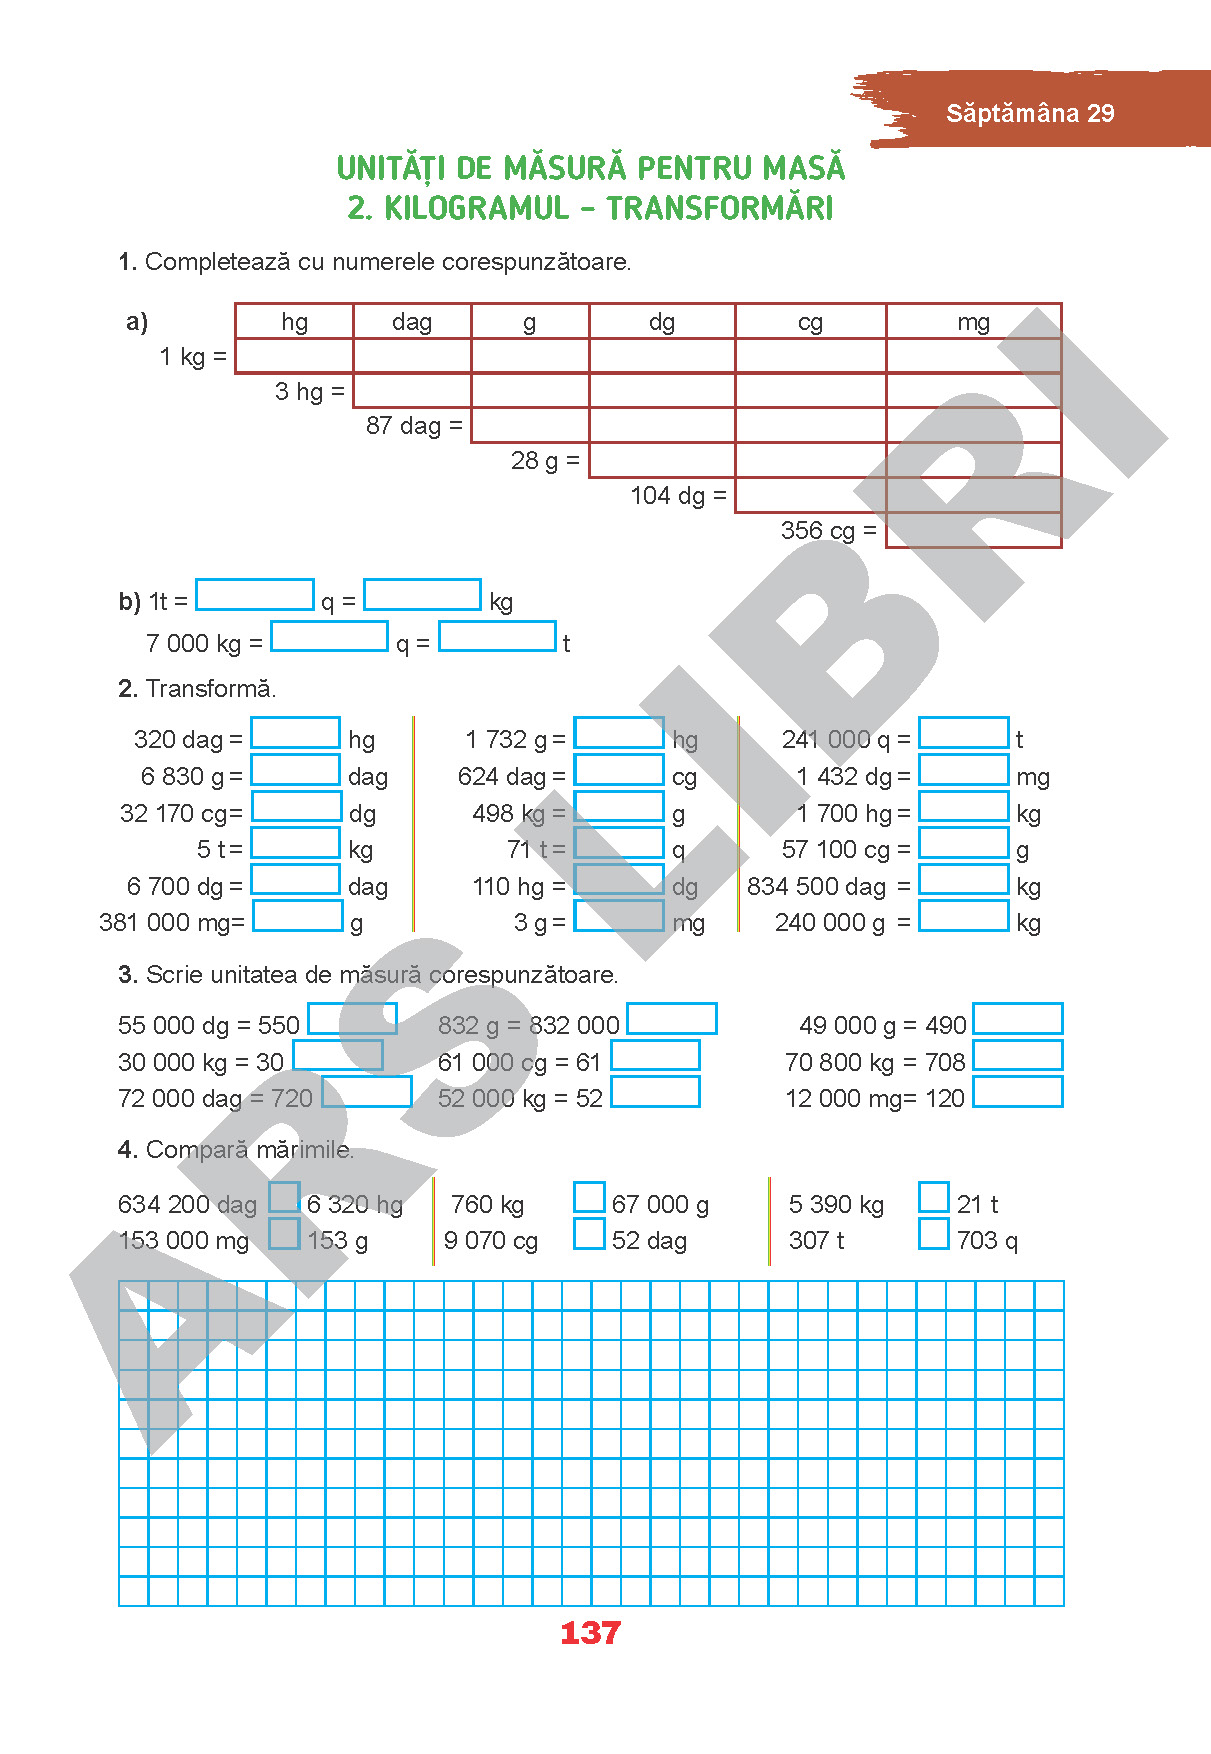 Săptămâna 29
UNITĂȚI DE MĂSURĂ PENTRU MASĂ
2. KILOGRAMUL – TRANSFORMĂRI
1. Completează cu numerele corespunzătoare.
a) hg dag g dg cg mg
1 kg =
3 hg =
87 dag =
28 g =
104 dg =
356 cg =
b) 1t = q = kg
7 000 kg = q = t
2. Transformă.
320 dag = hg 1 732 g = hg 241 000 q = t
6 830 g = dag 624 dag = cg 1 432 dg = mg
32 170 cg= dg 498 kg = g 1 700 hg = kg
5 t = kg 71 t = q 57 100 cg = g
6 700 dg = dag 110 hg = dg 834 500 dag = kg
381 000 mg= g 3 g = mg 240 000 g = kg
3. Scrie unitatea de măsură corespunzătoare.
55 000 dg = 550 832 g = 832 000 49 000 g = 490
30 000 kg = 30 61 000 cg = 61 70 800 kg = 708
72 000 dag = 720 52 000 kg = 52 12 000 mg= 120
4. Compară mărimile.
634 200 dag 6 320 hg 760 kg 67 000 g 5 390 kg 21 t
153 000 mg 153 g 9 070 cg 52 dag 307 t 703 q
137
ARS LIBRI